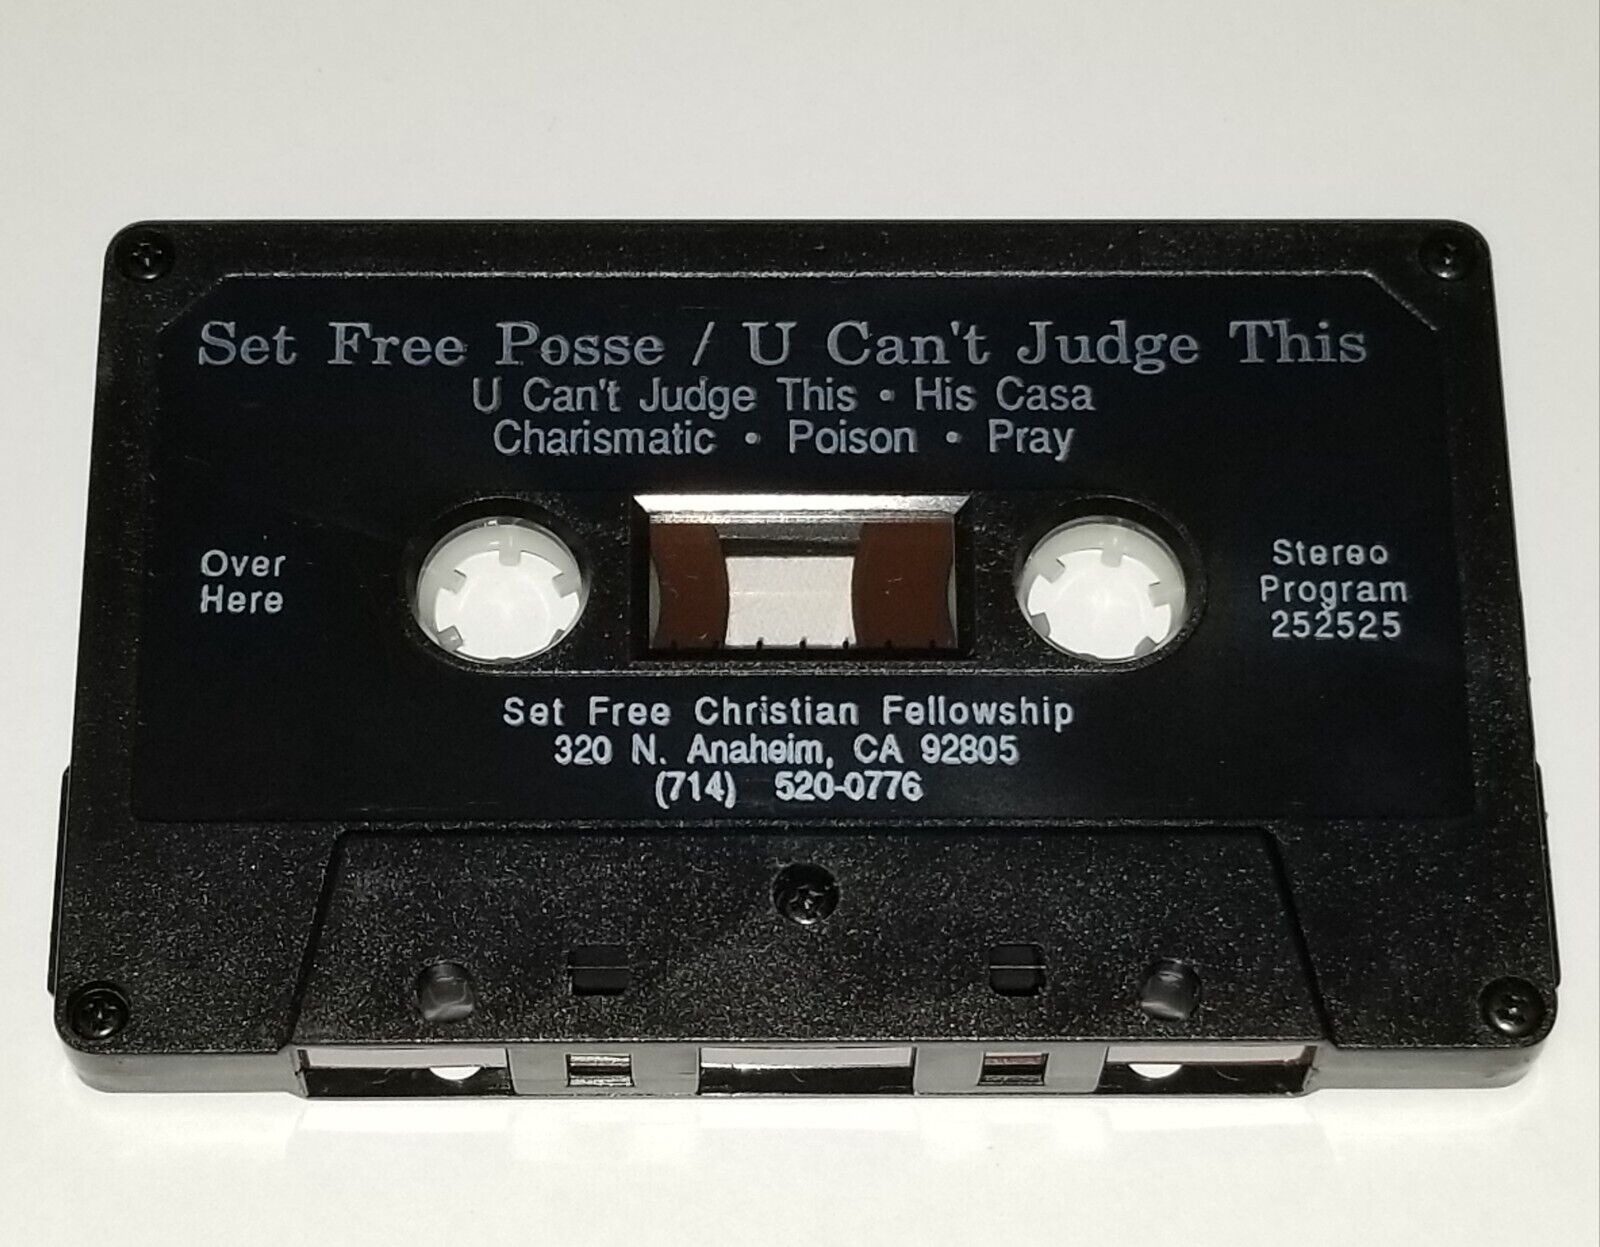 Set Free Posse / U Can't Judge This
U Can't Judge This • His Casa
Charismatic • Poison • Pray
Over
Here
Stereo
Program
252525
Set Free Christian Fellowship
320 N. Anaheim, CA 92805
(714) 520-0776